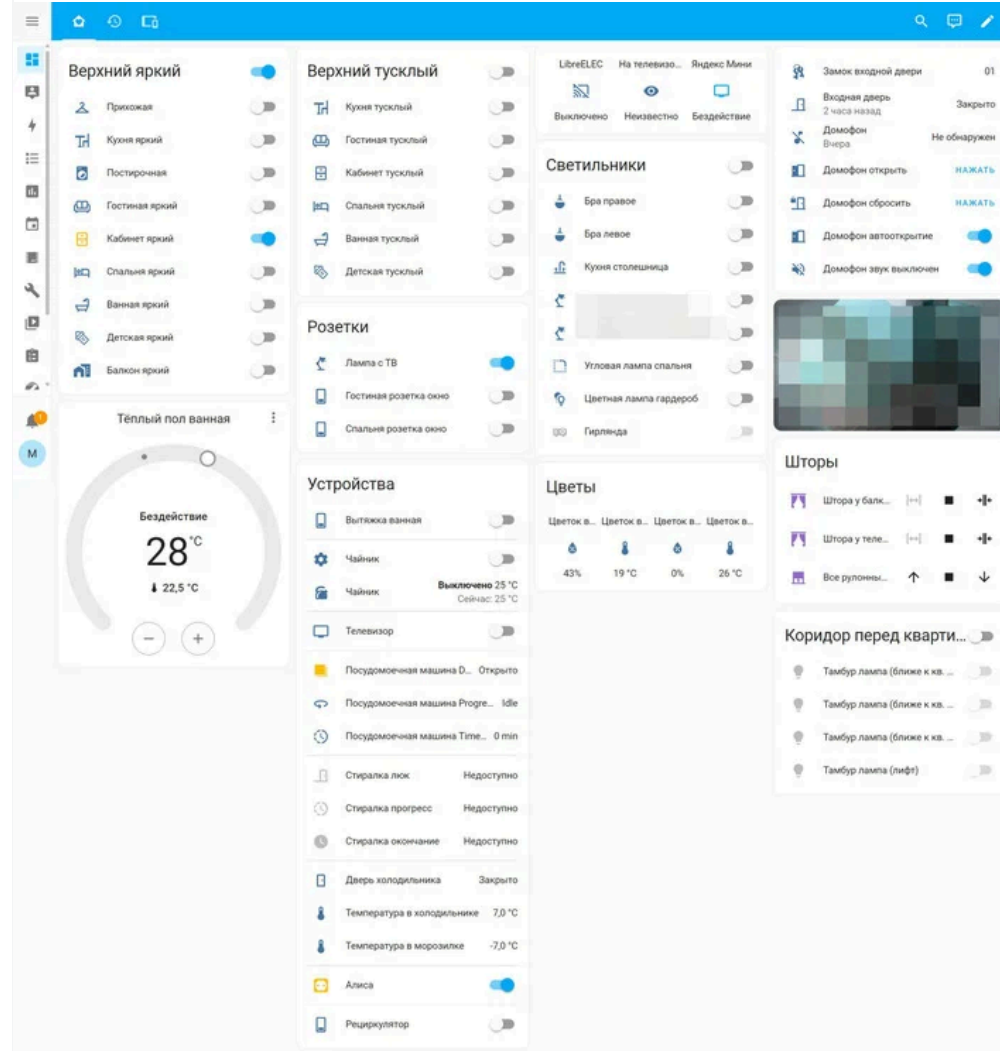 Верхний яркий
Прихожая
Кухня яркий
Постирочная
Гостиная яркий
Кабинет яркий
Спальня яркий
Ванная яркий
Детская яркий
Балкон яркий
M
Тёплый пол ванная
Бездействие
28 °C
22,5 °C
Верхний тусклый
Кухня тусклый
Гостиная тусклый
Кабинет тусклый
Спальня тусклый
Ванная тусклый
Детская тусклый
Розетки
Лампа с ТВ
Гостиная розетка окно
Спальня розетка окно
Устройства
Вытяжка ванная
Чайник
Чайник Выключено 25 °C
Сейчас: 25 °C
Телевизор
Посудомоечная машина D... Открыто
Посудомоечная машина Progre... Idle
Посудомоечная машина Time... 0 min
Стиралка люк Недоступно
Стиралка прогресс Недоступно
Стиралка окончание Недоступно
Дверь холодильника Закрыто
Температура в холодильнике 7,0 °C
Температура в морозилке -7,0 °C
Алиса
Рециркулятор
LibreELEC На телевизо... Яндекс Мини
Выключено Неизвестно Бездействие
Светильники
Бра правое
Бра левое
Кухня столешница
Угловая лампа спальня
Цветная лампа гардероб
Гирлянда
Цветы
Цветок в... Цветок в... Цветок в... Цветок в...
43% 19 °C 0% 26 °C
Замок входной двери 01
Входная дверь Закрыто
2 часа назад
Домофон Не обнаружен
Вчера
Домофон открыть НАЖАТЬ
Домофон сбросить НАЖАТЬ
Домофон автооткрытие
Домофон звук выключен
Шторы
Штора у балк...
Штора у теле...
Все рулонны...
Коридор перед кварти...
Тамбур лампа (ближе к кв. ...
Тамбур лампа (ближе к кв. ...
Тамбур лампа (ближе к кв. ...
Тамбур лампа (лифт)